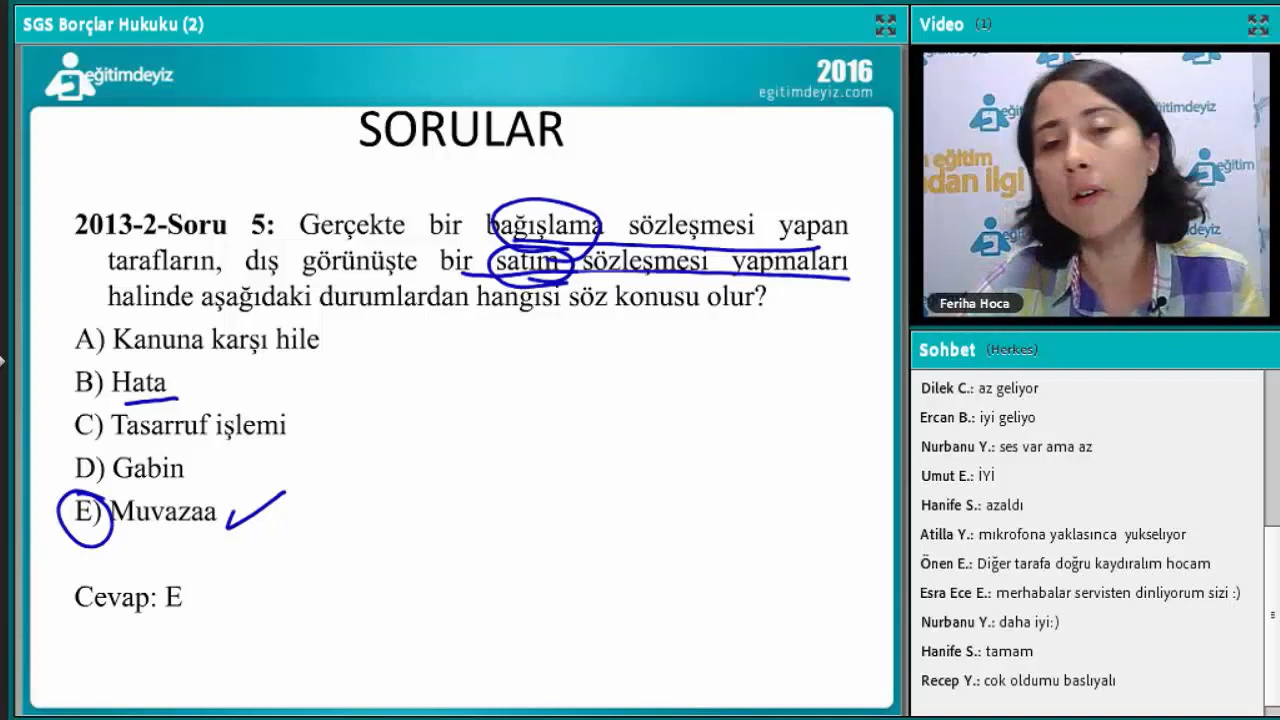 SGS Borçlar Hukuku (2)
eğitimdeyiz
2016
egitimdeyiz.com
SORULAR
2013-2-Soru 5: Gerçekte bir bağışlama sözleşmesi yapan
tarafların, dış görünüşte bir satım sözleşmesi yapmaları
halinde aşağıdaki durumlardan hangisi söz konusu olur?
A) Kanuna karşı hile
B) Hata
C) Tasarruf işlemi
D) Gabin
E) Muvazaa
Cevap: E
Video (1)
eğitim
dan ilgi
eğitim
Feriha Hoca
Sohbet (Herkes)
Dilek C.: az geliyor
Ercan B.: iyi geliyo
Nurbanu Y.: ses var ama az
Umut E.: İYİ
Hanife S.: azaldı
Atilla Y.: mıkrofona yaklasınca yukselıyor
Önen E.: Diğer tarafa doğru kaydıralım hocam
Esra Ece E.: merhabalar servisten dinliyorum sizi :)
Nurbanu Y.: daha iyi:)
Hanife S.: tamam
Recep Y.: cok oldumu baslıyalı